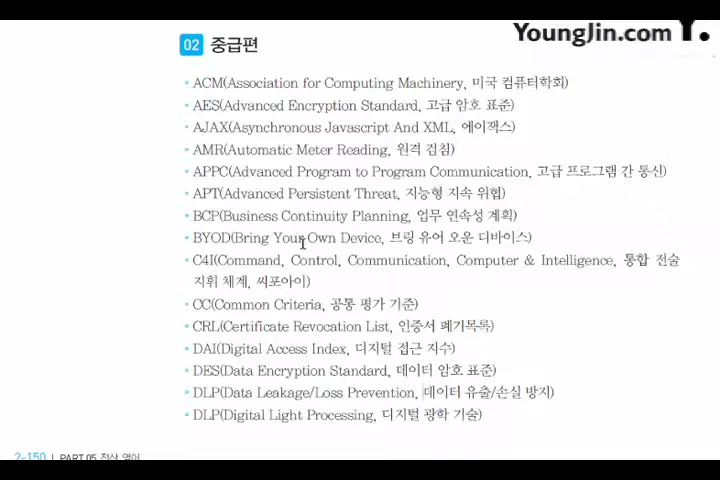 YoungJin.com Y.
02 중급편
• ACM(Association for Computing Machinery, 미국 컴퓨터학회)
• AES(Advanced Encryption Standard, 고급 암호 표준)
• AJAX(Asynchronous Javascript And XML, 에이잭스)
• AMR(Automatic Meter Reading, 원격 검침)
• APPC(Advanced Program to Program Communication, 고급 프로그램 간 통신)
• APT(Advanced Persistent Threat, 지능형 지속 위협)
• BCP(Business Continuity Planning, 업무 연속성 계획)
• BYOD(Bring Your Own Device, 브링 유어 오운 디바이스)
• C4I(Command, Control, Communication, Computer & Intelligence, 통합 전술
지휘 체계, 씨포아이)
• CC(Common Criteria, 공통 평가 기준)
• CRL(Certificate Revocation List, 인증서 폐기목록)
• DAI(Digital Access Index, 디지털 접근 지수)
• DES(Data Encryption Standard, 데이터 암호 표준)
• DLP(Data Leakage/Loss Prevention, 데이터 유출/손실 방지)
• DLP(Digital Light Processing, 디지털 광학 기술)
2-150 | PART 05 전산 영어